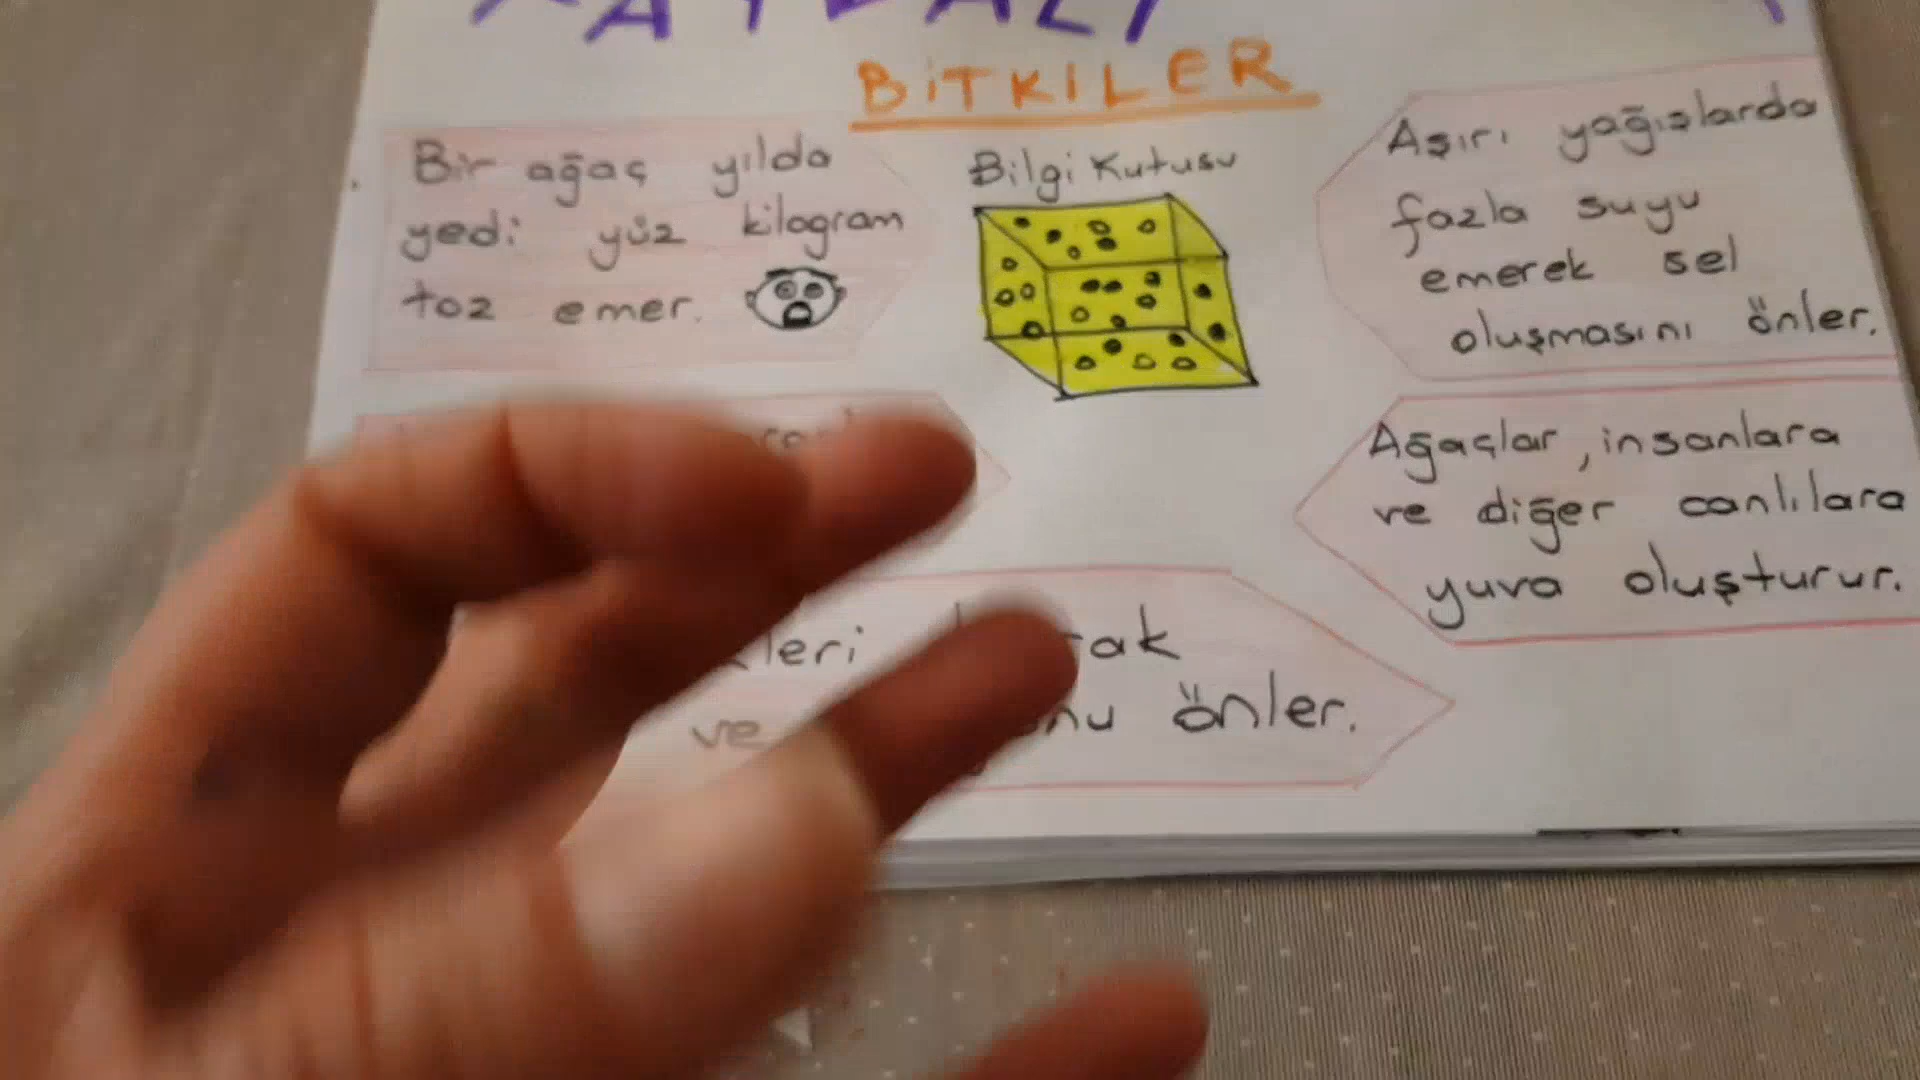 BİTKİLER
Bilgi Kutusu
Bir ağaç yılda
yedi yüz kilogram
toz emer.
Aşırı yağışlarda
fazla suyu
emerek sel
oluşmasını önler.
Ağaçlar, insanlara
ve diğer canlılara
yuva oluşturur.
ve
önler.